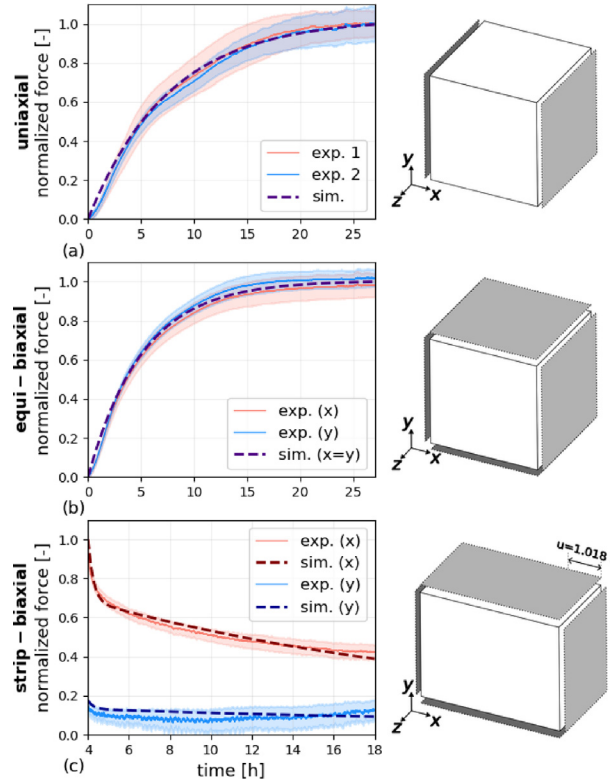 uniaxial
normalized force [-]
1.0
0.8
0.6
0.4
0.2
0.0
exp. 1
exp. 2
sim.
0 5 10 15 20 25
(a)
y
z x
equi – biaxial
normalized force [-]
1.0
0.8
0.6
0.4
0.2
0.0
exp. (x)
exp. (y)
sim. (x=y)
0 5 10 15 20 25
(b)
y
z x
strip – biaxial
normalized force [-]
1.0
0.8
0.6
0.4
0.2
0.0
exp. (x)
sim. (x)
exp. (y)
sim. (y)
4 6 8 10 12 14 16 18
(c) time [h]
u=1.018
y
z x